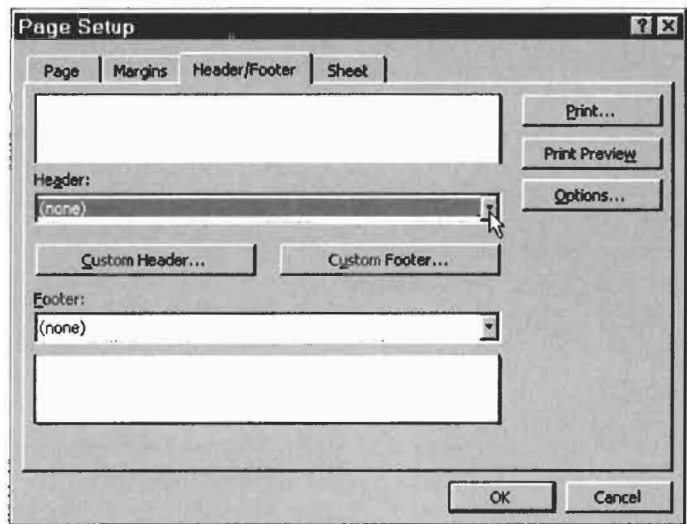 Page Setup
Page Margins Header/Footer Sheet
Print...
Print Preview
Header:
(none)
Options...
Custom Header... Custom Footer...
Footer:
(none)
OK Cancel